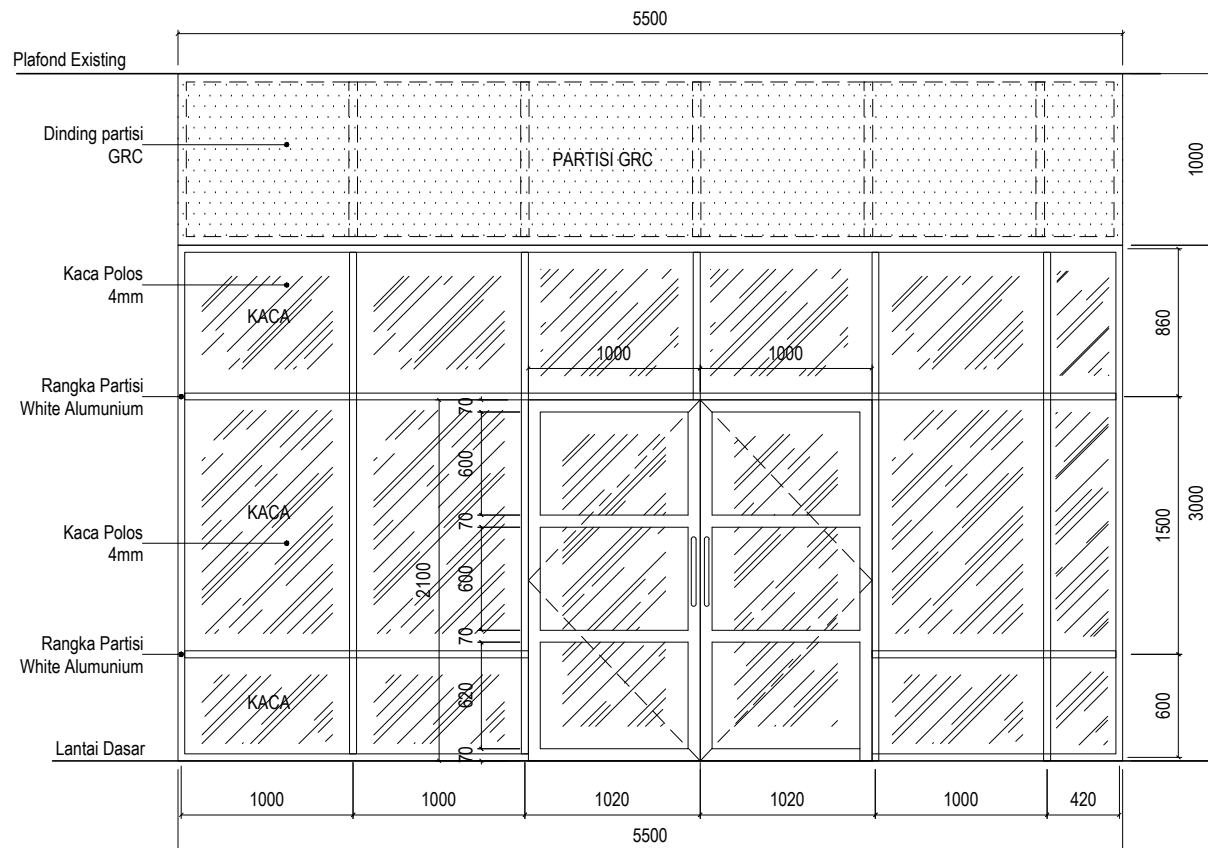 5500
Plafond Existing
Dinding partisi
GRC
PARTISI GRC
1000
Kaca Polos
4mm
KACA
860
1000
1000
Rangka Partisi
White Alumunium
70
600
KACA
70
1500
3000
Kaca Polos
4mm
2100
600
70
Rangka Partisi
White Alumunium
KACA
620
600
Lantai Dasar
70
1000
1000
1020
1020
1000
420
5500